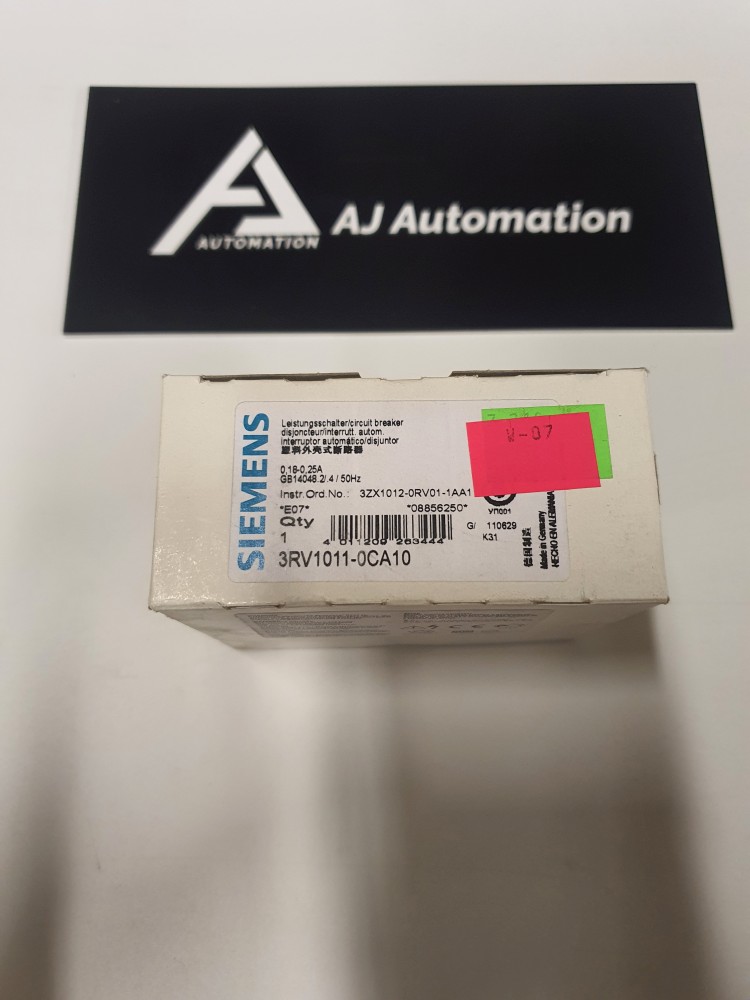 AUTOMATION
AJ Automation
SIEMENS
Leistungsschalter/circuit breaker
disjoncteur/interrutt. autom.
interruptor automático/disjuntor
塑料外壳式断路器
0,18-0,25A
GB14048.2/.4 / 50Hz
Instr.Ord.No.: 3ZX1012-0RV01-1AA1
*E07* *08856250*
Qty
1
4 011209 263444
3RV1011-0CA10
W-07
УП001
G/ 110629
K31
德国制造
Made in Germany
HECHO EN ALEMANIA